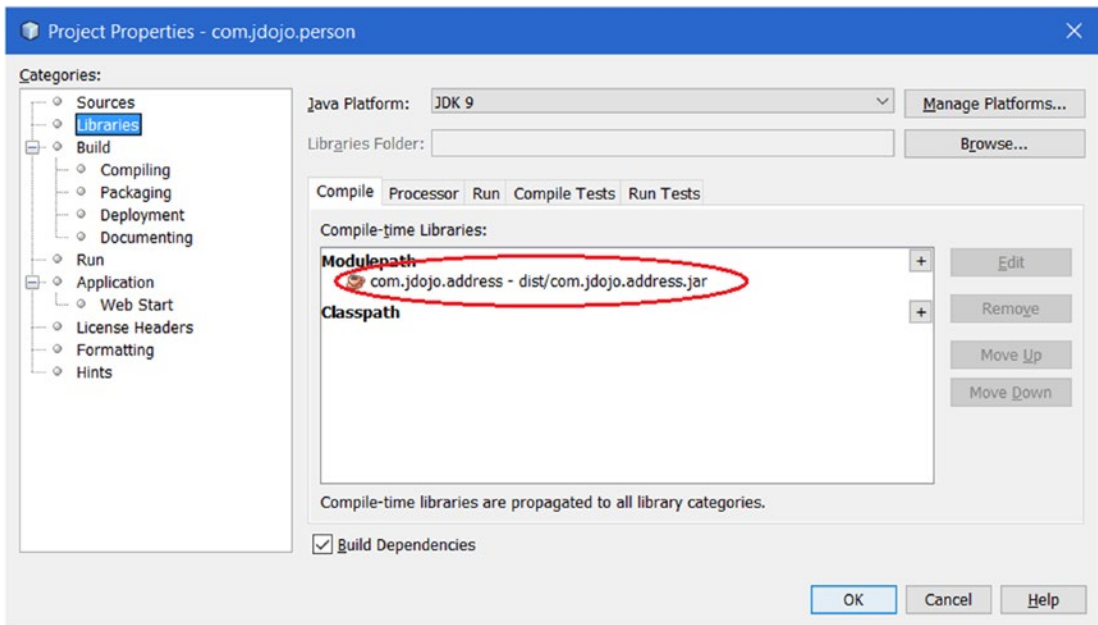 Project Properties - com.jdojo.person
Categories:
Sources
Libraries
Build
Compiling
Packaging
Deployment
Documenting
Run
Application
Web Start
License Headers
Formatting
Hints
Java Platform: JDK 9 Manage Platforms...
Libraries Folder: Browse...
Compile Processor Run Compile Tests Run Tests
Compile-time Libraries:
Modulepath +
com.jdojo.address - dist/com.jdojo.address.jar
Classpath +
Edit
Remove
Move Up
Move Down
Compile-time libraries are propagated to all library categories.
Build Dependencies
OK Cancel Help